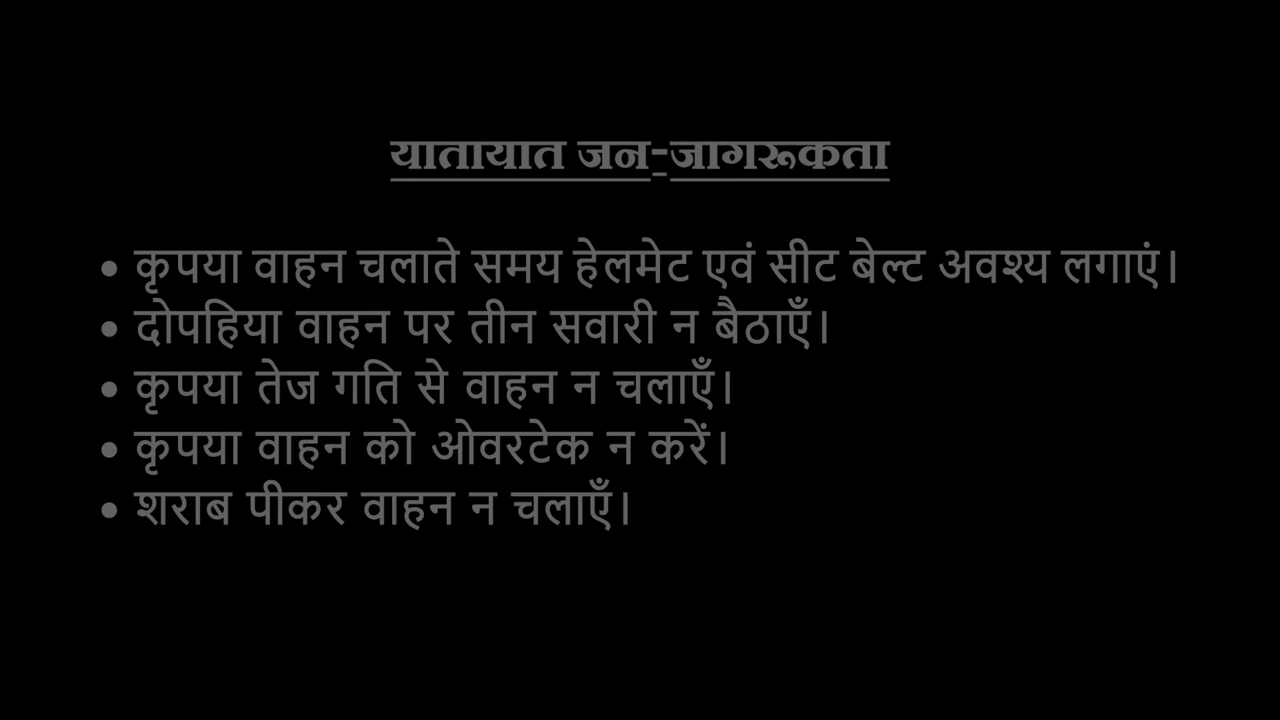 यातायात जन-जागरूकता
• कृपया वाहन चलाते समय हेलमेट एवं सीट बेल्ट अवश्य लगाएं।
• दोपहिया वाहन पर तीन सवारी न बैठाएँ।
• कृपया तेज गति से वाहन न चलाएँ।
• कृपया वाहन को ओवरटेक न करें।
• शराब पीकर वाहन न चलाएँ।